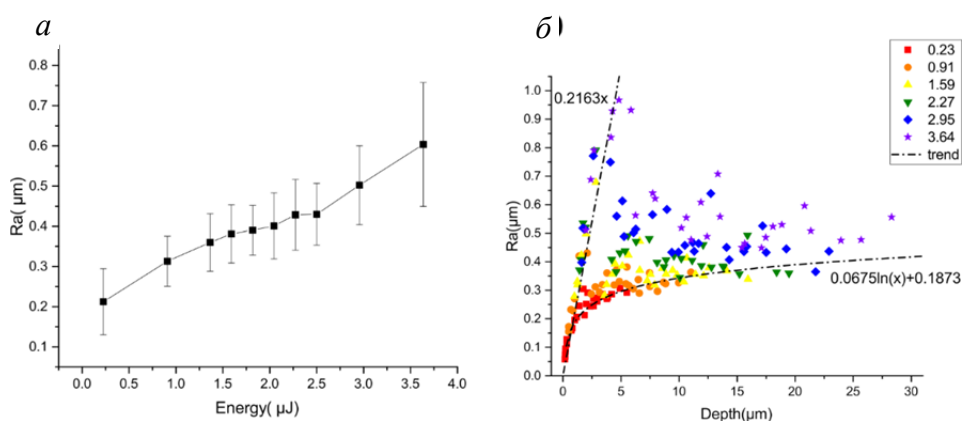 а
0.8
0.7
0.6
0.5
0.4
0.3
0.2
0.1
Ra( μm)
0.0 0.5 1.0 1.5 2.0 2.5 3.0 3.5 4.0
Energy( μJ)
б)
1.0
0.9
0.8
0.7
0.6
0.5
0.4
0.3
0.2
0.1
0.0
Ra(μm)
0 5 10 15 20 25 30
Depth(μm)
0.2163x
0.0675ln(x)+0.1873
0.23
0.91
1.59
2.27
2.95
3.64
trend